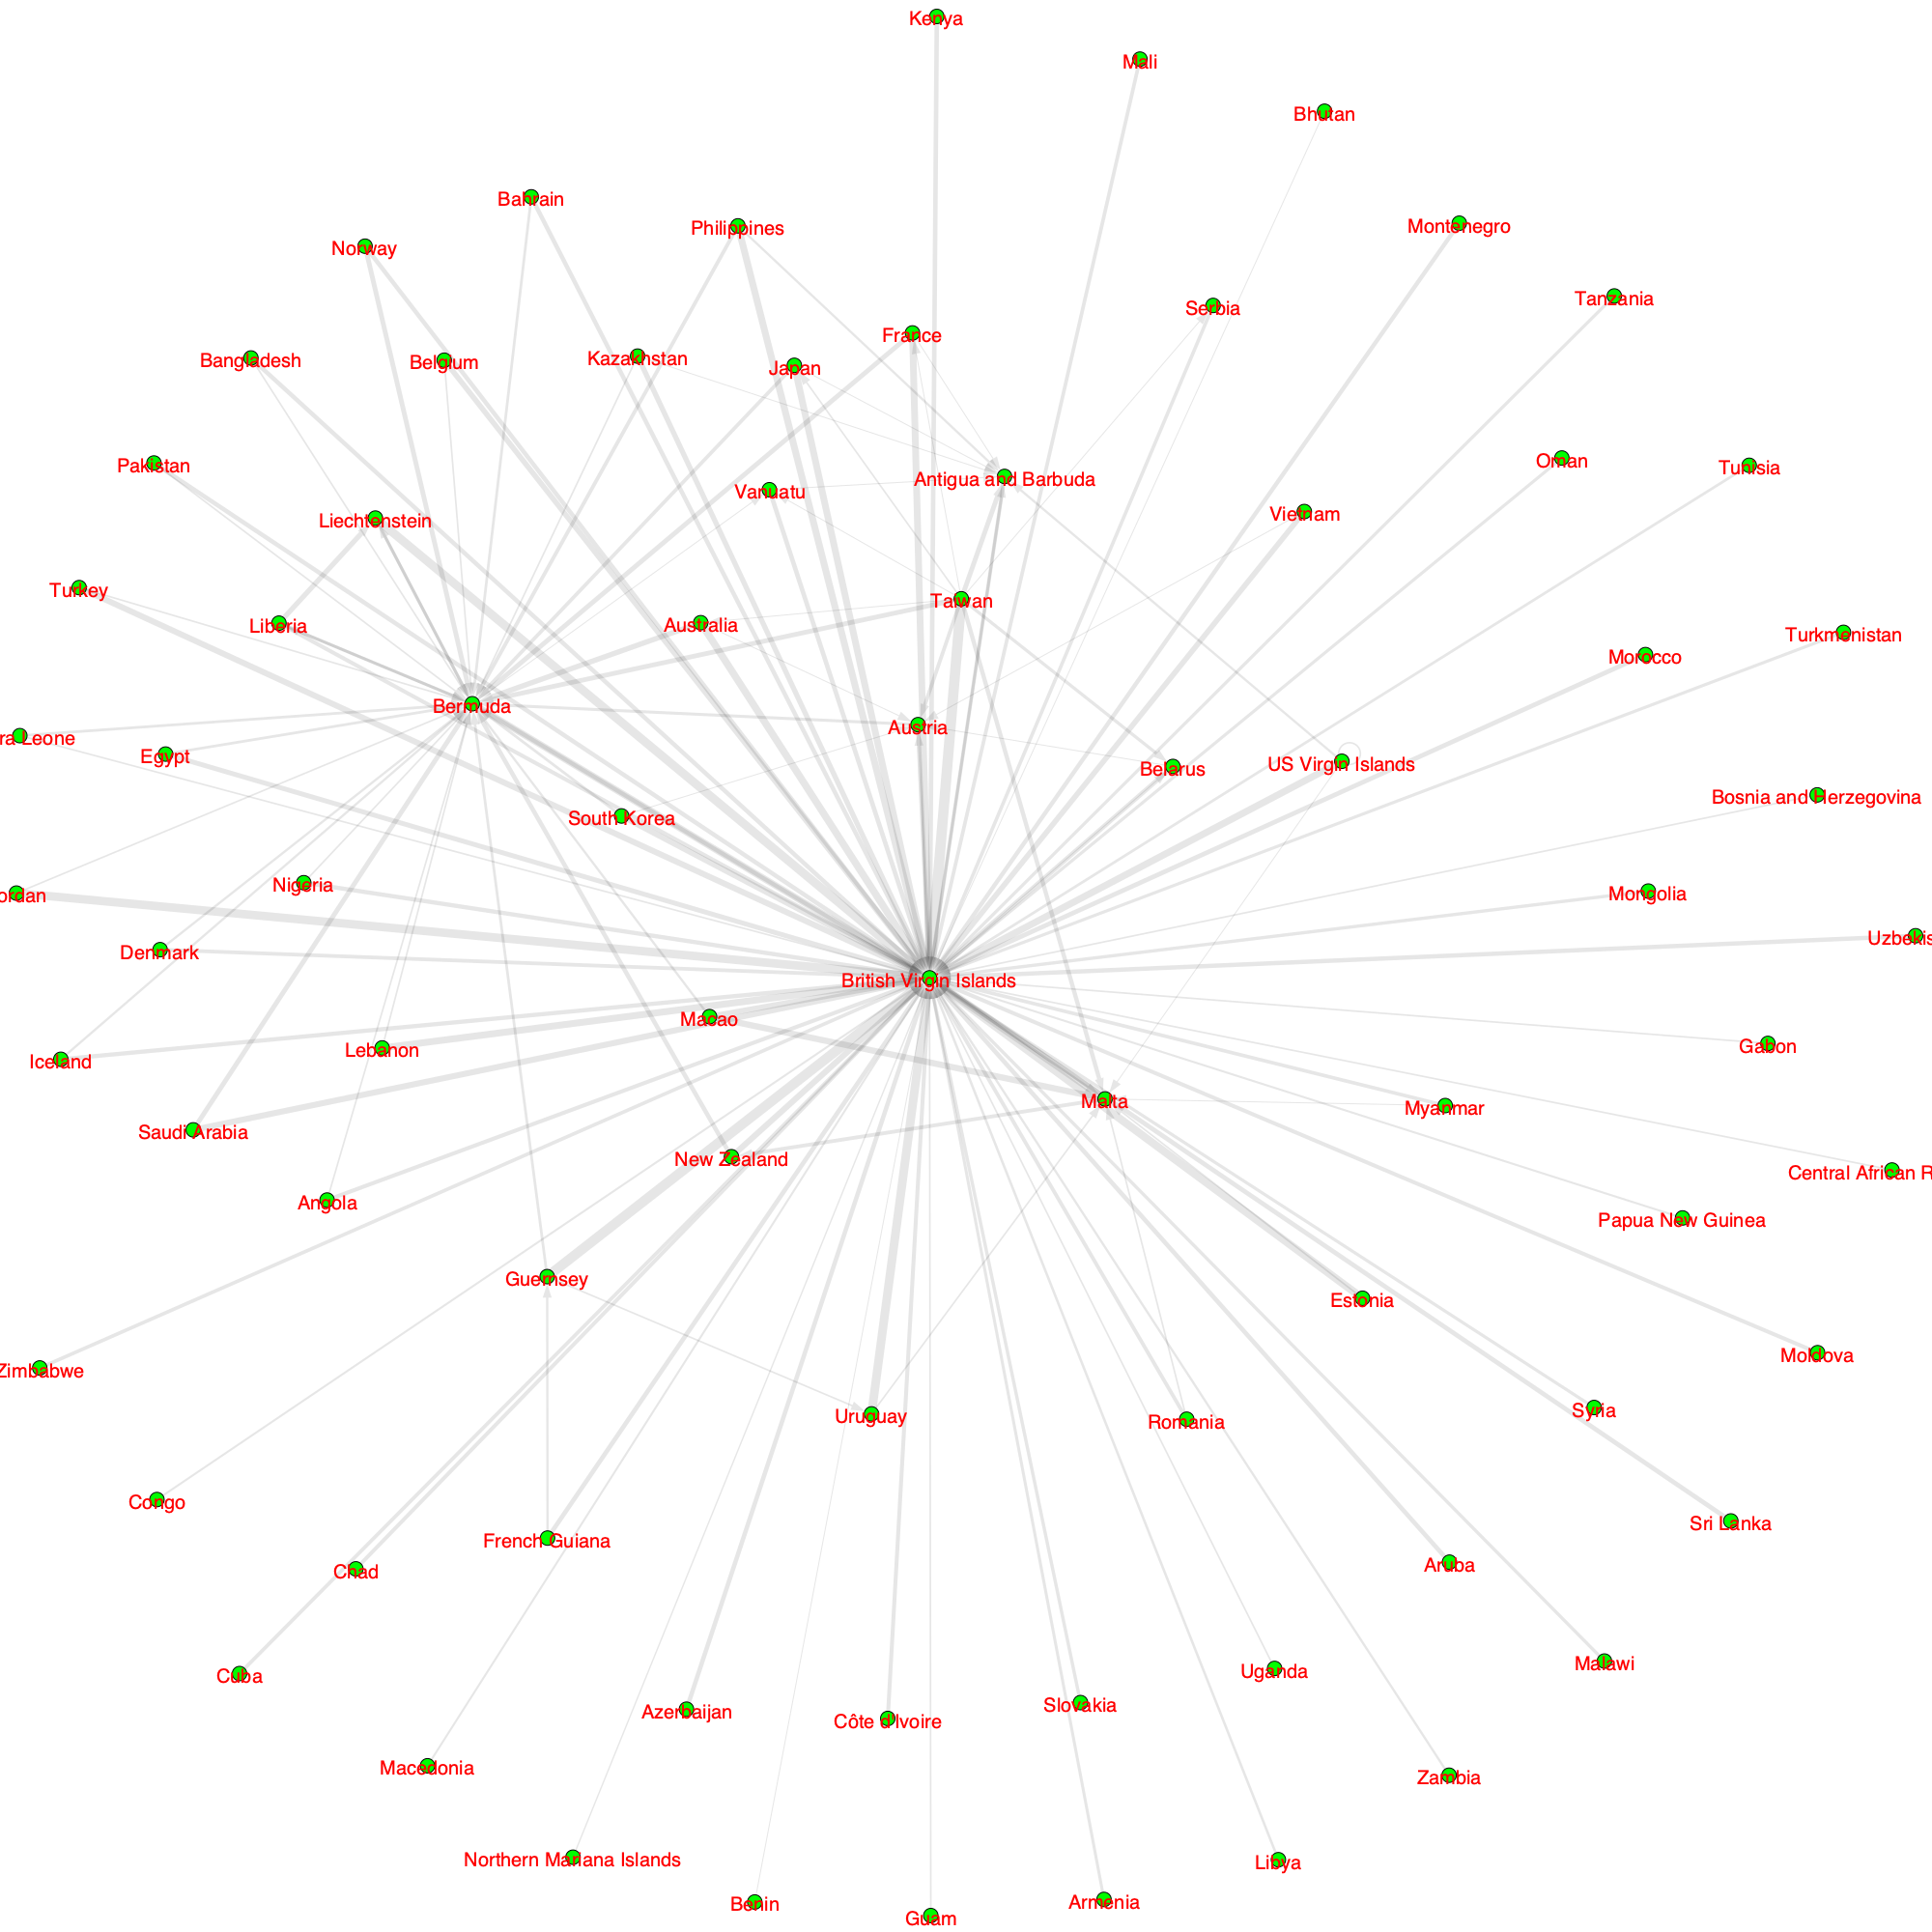 Kenya
Mali
Bhutan
Bahrain
Philippines
Montenegro
Norway
Tanzania
Serbia
France
Bangladesh
Belgium
Kazakhstan
Japan
Pakistan
Vanuatu
Antigua and Barbuda
Oman
Tunisia
Liechtenstein
Vietnam
Turkey
Liberia
Australia
Taiwan
Turkmenistan
Morocco
Bermuda
Austria
ra Leone
Egypt
Belarus
US Virgin Islands
Bosnia and Herzegovina
South Korea
ordan
Nigeria
Mongolia
Denmark
Uzbekis
British Virgin Islands
Macao
Iceland
Lebanon
Gabon
Malta
Myanmar
Saudi Arabia
New Zealand
Central African R
Angola
Papua New Guinea
Guernsey
Estonia
Zimbabwe
Moldova
Uruguay
Romania
Syria
Congo
Sri Lanka
French Guiana
Chad
Aruba
Cuba
Uganda
Malawi
Azerbaijan
Côte d'Ivoire
Slovakia
Macedonia
Zambia
Northern Mariana Islands
Libya
Benin
Guam
Armenia